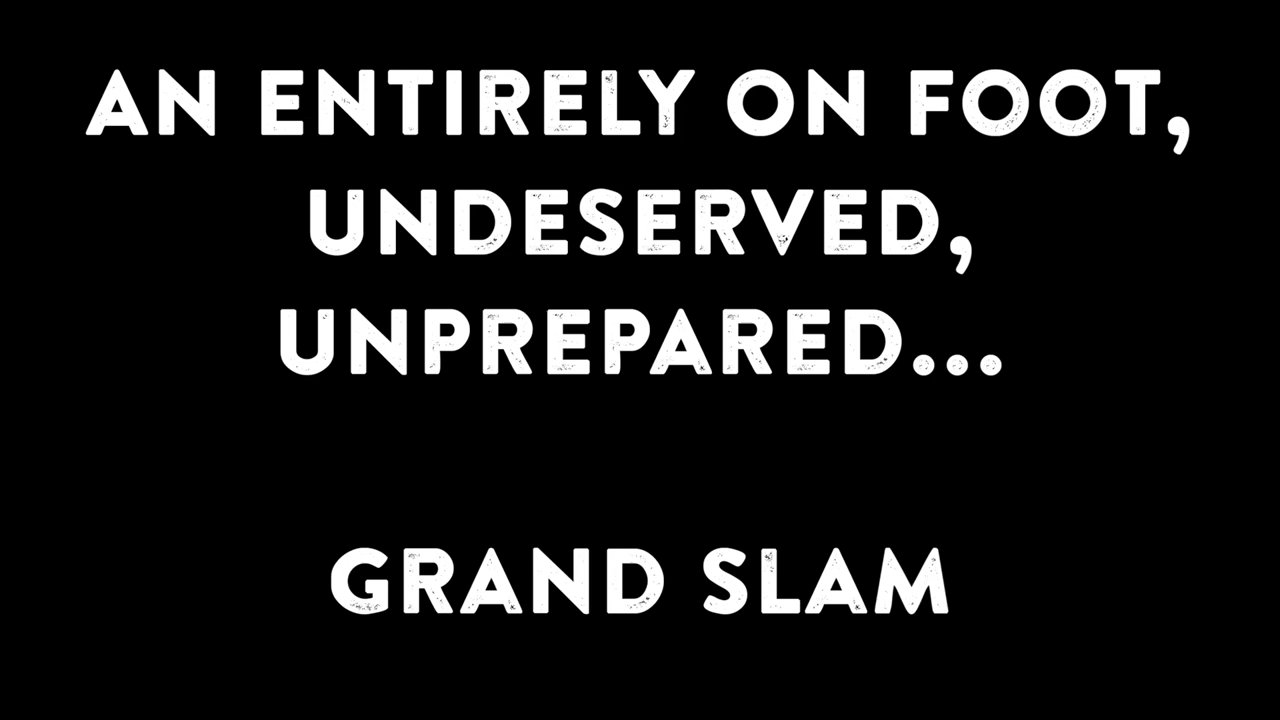 AN ENTIRELY ON FOOT,
UNDESERVED,
UNPREPARED...
GRAND SLAM